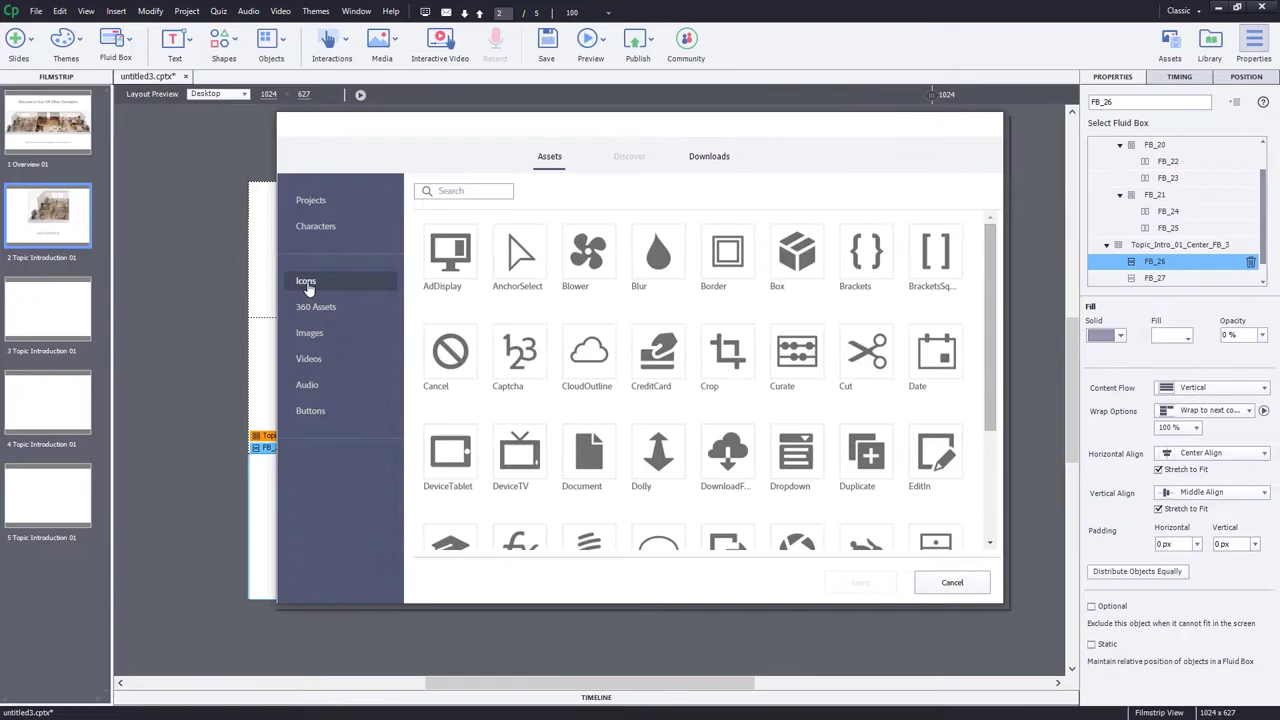 Cp File Edit View Insert Modify Project Quiz Audio Video Themes Window Help 2 / 5 100 Classic
Slides Themes Fluid Box Text Shapes Objects Interactions Media Interactive Video Record Save Preview Publish Community Assets Library Properties
FILMSTRIP
untitled3.cptx*
Layout Preview Desktop 1024 627 1024
1 Overview 01
2 Topic Introduction 01
3 Topic Introduction 01
4 Topic Introduction 01
5 Topic Introduction 01
Assets Discover Downloads
Search
Projects
Characters
Icons
360 Assets
Images
Videos
Audio
Buttons
AdDisplay AnchorSelect Blower Blur Border Box Brackets BracketsSq...
Cancel Captcha CloudOutline CreditCard Crop Curate Cut Date
DeviceTablet DeviceTV Document Dolly DownloadF... Dropdown Duplicate EditIn
Cancel
PROPERTIES TIMING POSITION
FB_26
Select Fluid Box
FB_20
FB_22
FB_23
FB_21
FB_24
FB_25
Topic_Intro_01_Center_FB_3
FB_26
FB_27
Fill
Solid Fill Opacity
0 %
Content Flow Vertical
Wrap Options Wrap to next co...
100 %
Horizontal Align Center Align
Stretch to Fit
Vertical Align Middle Align
Stretch to Fit
Padding Horizontal Vertical
0 px 0 px
Distribute Objects Equally
Optional
Exclude this object when it cannot fit in the screen
Static
Maintain relative position of objects in a Fluid Box
TIMELINE
untitled3.cptx* Filmstrip View 1024 x 627